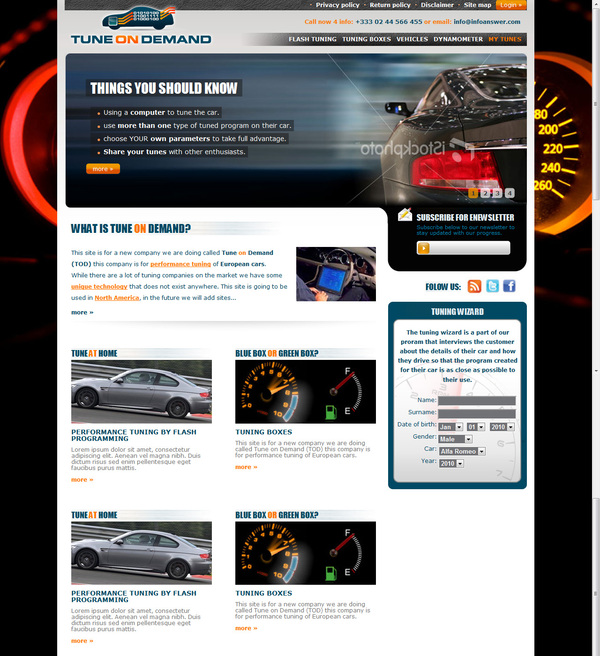 • Privacy policy • Return policy • Disclaimer • Site map Login »
Call now 4 info: +333 02 44 566 455 or email: info@infoanswer.com
TUNE ON DEMAND
FLASH TUNING TUNING BOXES VEHICLES DYNAMOMETER MY TUNES
THINGS YOU SHOULD KNOW
• Using a computer to tune the car.
• use more than one type of tuned program on their car.
• choose YOUR own parameters to take full advantage.
• Share your tunes with other enthusiasts.
more »
iStockphoto
1 2 3 4
200
220
240
260
SUBSCRIBE FOR ENEWSLETTER
Subscribe below to our newsletter to
stay updated with our progress.
FOLLOW US:
WHAT IS TUNE ON DEMAND?
This site is for a new company we are doing called Tune on Demand
(TOD) this company is for performance tuning of European cars.
While there are a lot of tuning companies on the market we have some
unique technology that does not exist anywhere. This site is going to be
used in North America, in the future we will add sites...
more »
TUNING WIZARD
The tuning wizard is a part of our
proram that interviews the customer
about the details of their car and how
they drive so that the program created
for their car is as close as possible to
their use.
Name:
Surname:
Date of birth: Jan 01 2010
Gender: Male
Car: Alfa Romeo
Year: 2010
TUNE AT HOME
PERFORMANCE TUNING BY FLASH
PROGRAMMING
Lorem ipsum dolor sit amet, consectetur
adipiscing elit. Aenean vel magna nibh. Duis
dictum risus sed enim pellentesque eget
faucibus purus mattis.
more »
BLUE BOX OR GREEN BOX?
F
E
TUNING BOXES
This site is for a new company we are doing
called Tune on Demand (TOD) this company is
for performance tuning of European cars.
more »
TUNE AT HOME
PERFORMANCE TUNING BY FLASH
PROGRAMMING
Lorem ipsum dolor sit amet, consectetur
adipiscing elit. Aenean vel magna nibh. Duis
dictum risus sed enim pellentesque eget
faucibus purus mattis.
more »
BLUE BOX OR GREEN BOX?
F
E
TUNING BOXES
This site is for a new company we are doing
called Tune on Demand (TOD) this company is
for performance tuning of European cars.
more »